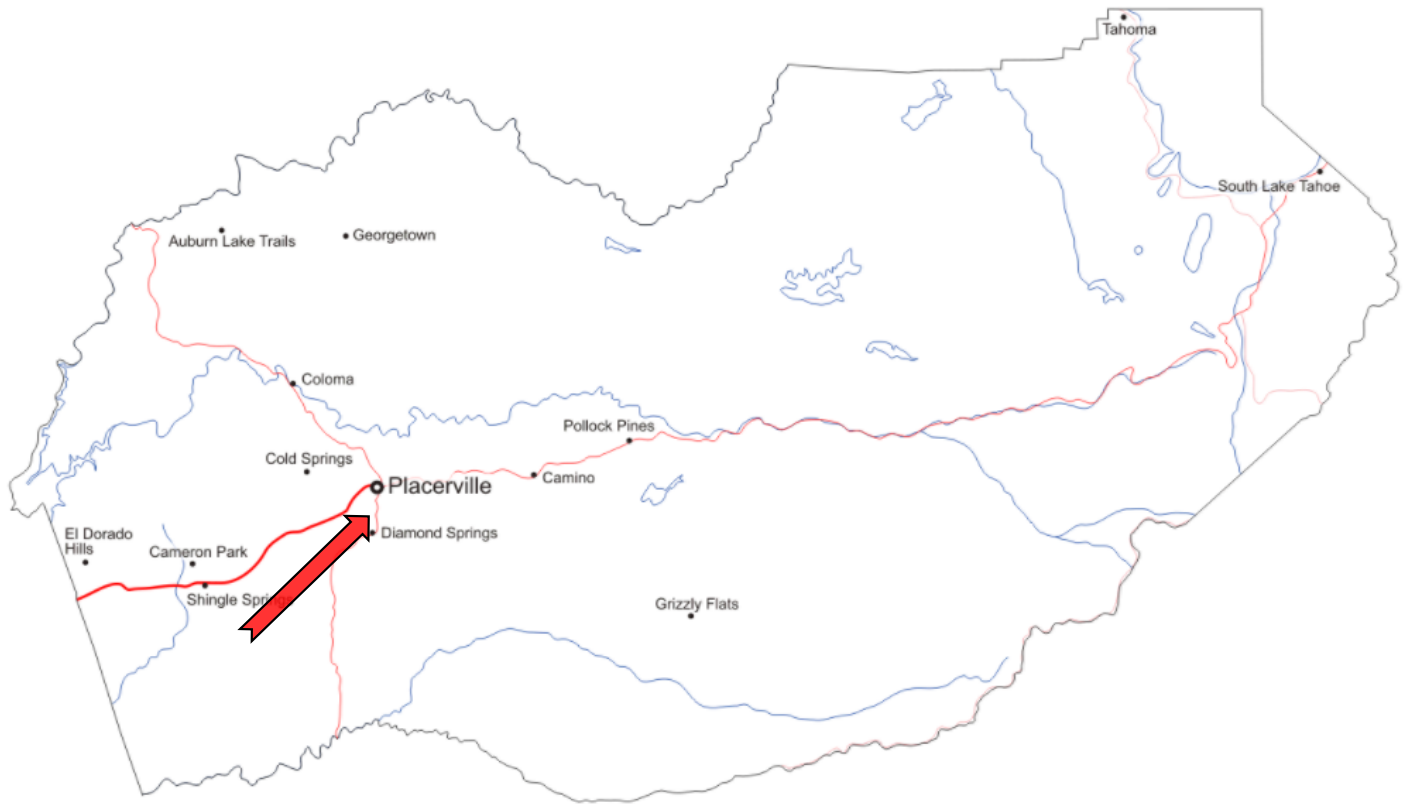 Tahoma
South Lake Tahoe
Auburn Lake Trails
Georgetown
Coloma
Pollock Pines
Cold Springs
Camino
Placerville
El Dorado
Hills
Diamond Springs
Cameron Park
Shingle Springs
Grizzly Flats